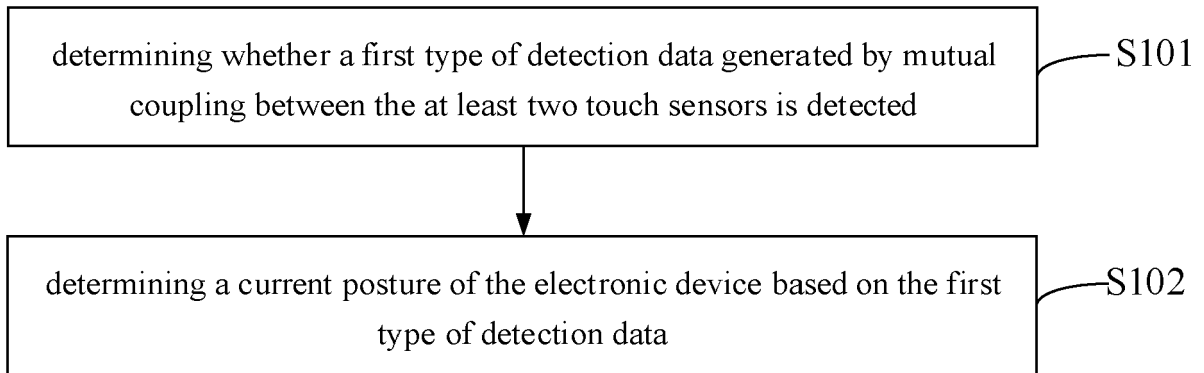 determining whether a first type of detection data generated by mutual
coupling between the at least two touch sensors is detected
S101
determining a current posture of the electronic device based on the first
type of detection data
S102